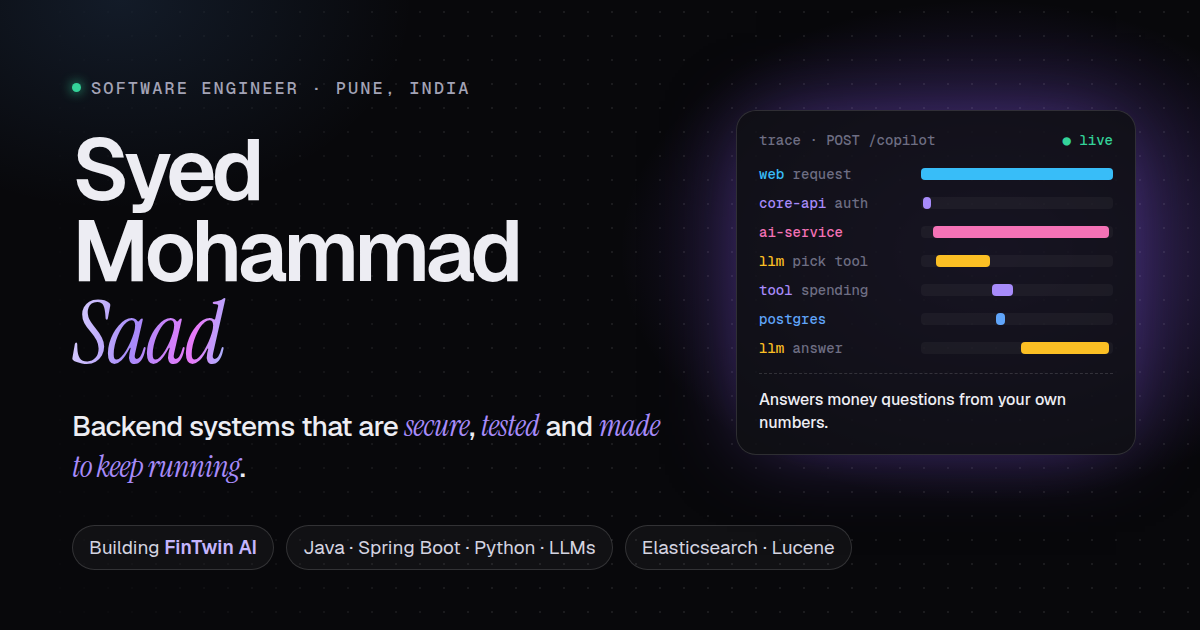 SOFTWARE ENGINEER · PUNE, INDIA
Syed
Mohammad
Saad
Backend systems that are secure, tested and made
to keep running.
trace · POST /copilot
live
web request
core-api auth
ai-service
llm pick tool
tool spending
postgres
llm answer
Answers money questions from your own
numbers.
Building FinTwin AI
Java · Spring Boot · Python · LLMs
Elasticsearch · Lucene